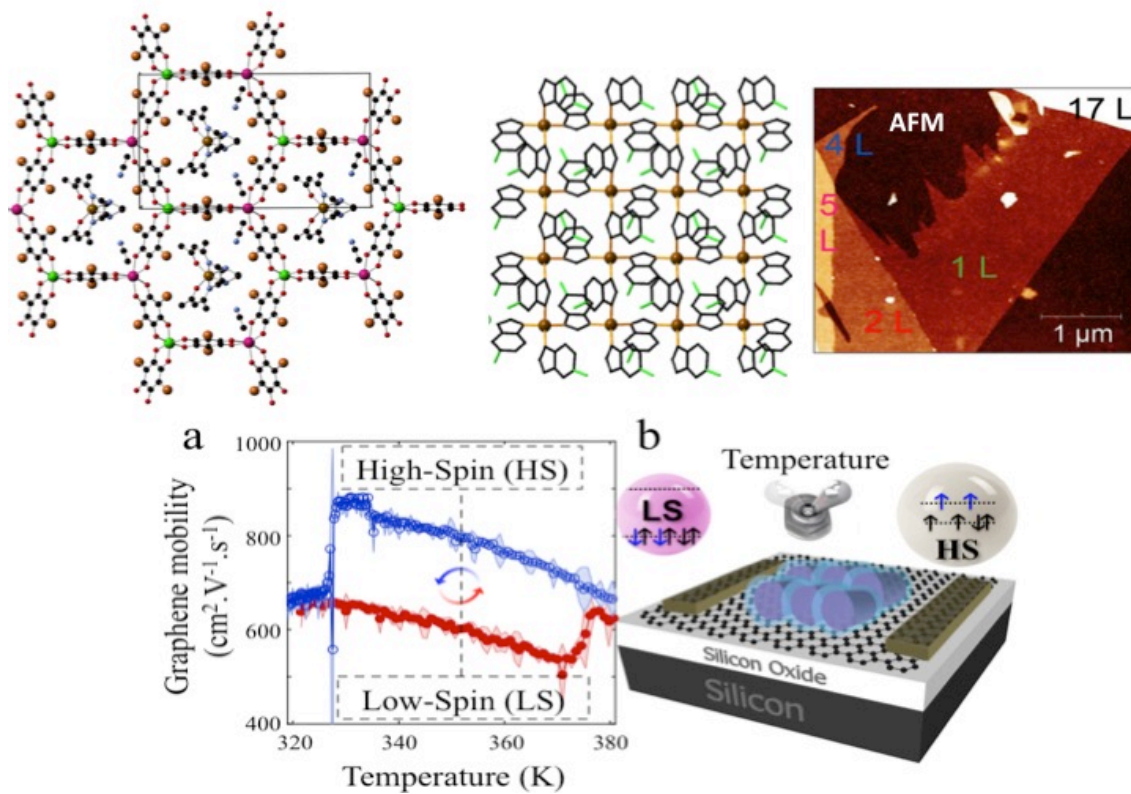 AFM
17 L
4 L
5
L
1 L
2 L
1 μm
a
b
1000
800
600
400
Graphene mobility
(cm².V⁻¹.s⁻¹)
High-Spin (HS)
Low-Spin (LS)
320
340
360
380
Temperature (K)
Temperature
LS
HS
Silicon Oxide
Silicon